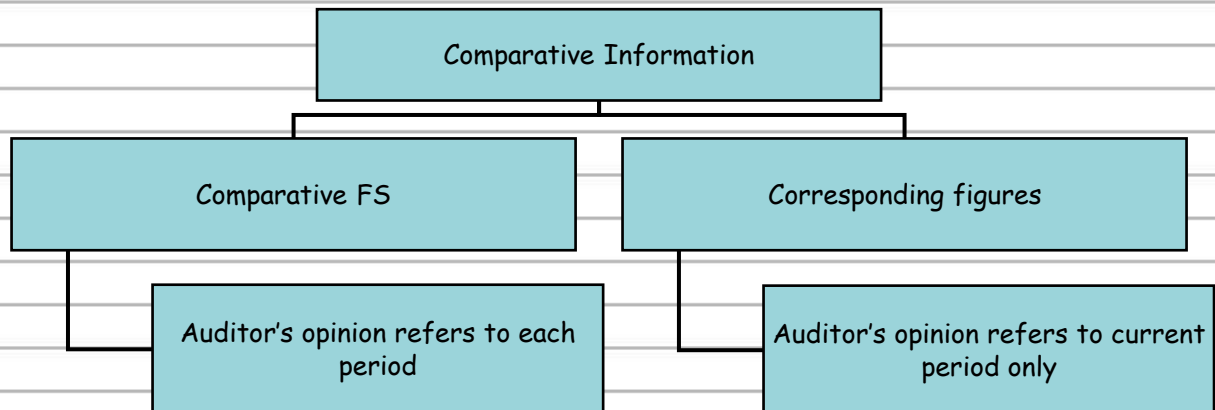 Comparative Information
Comparative FS
Corresponding figures
Auditor's opinion refers to each
period
Auditor's opinion refers to current
period only